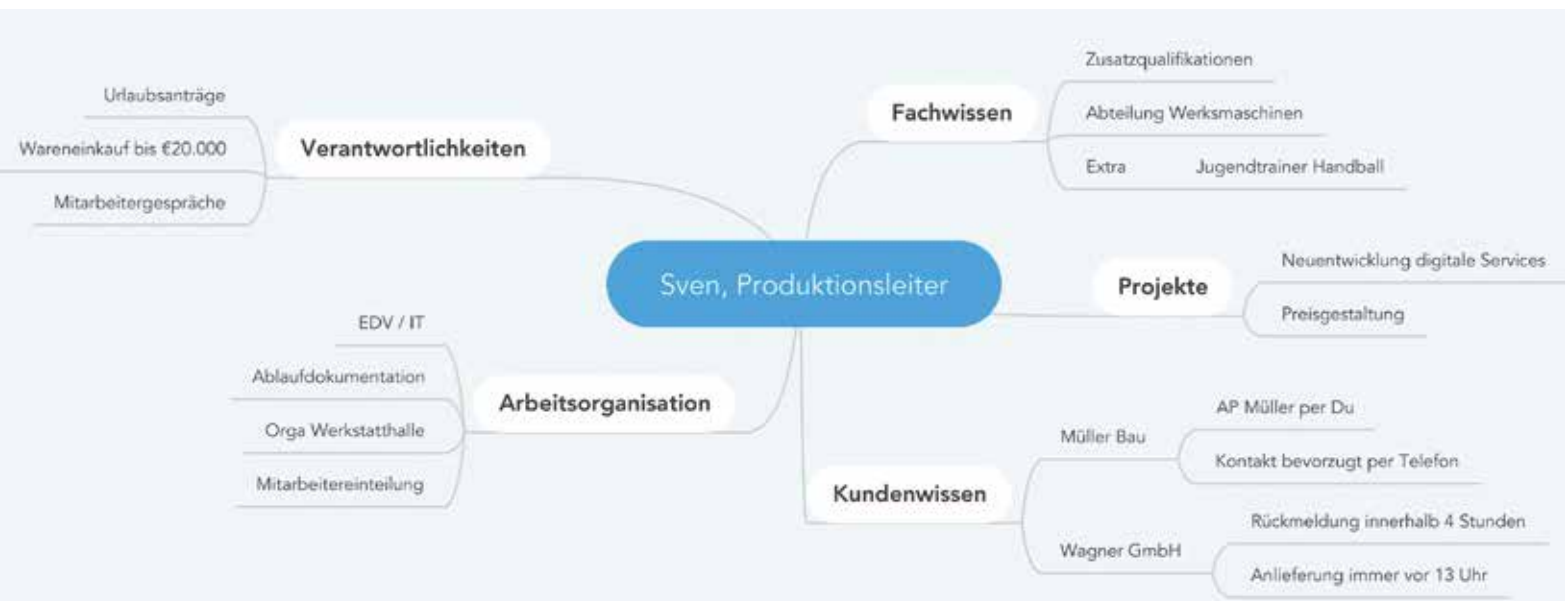 Sven, Produktionsleiter
Verantwortlichkeiten
Urlaubsanträge
Wareneinkauf bis €20.000
Mitarbeitergespräche
Arbeitsorganisation
EDV / IT
Ablaufdokumentation
Orga Werkstatthalle
Mitarbeitereinteilung
Fachwissen
Zusatzqualifikationen
Abteilung Werksmaschinen
Extra Jugendtrainer Handball
Projekte
Neuentwicklung digitale Services
Preisgestaltung
Kundenwissen
Müller Bau
AP Müller per Du
Kontakt bevorzugt per Telefon
Wagner GmbH
Rückmeldung innerhalb 4 Stunden
Anlieferung immer vor 13 Uhr